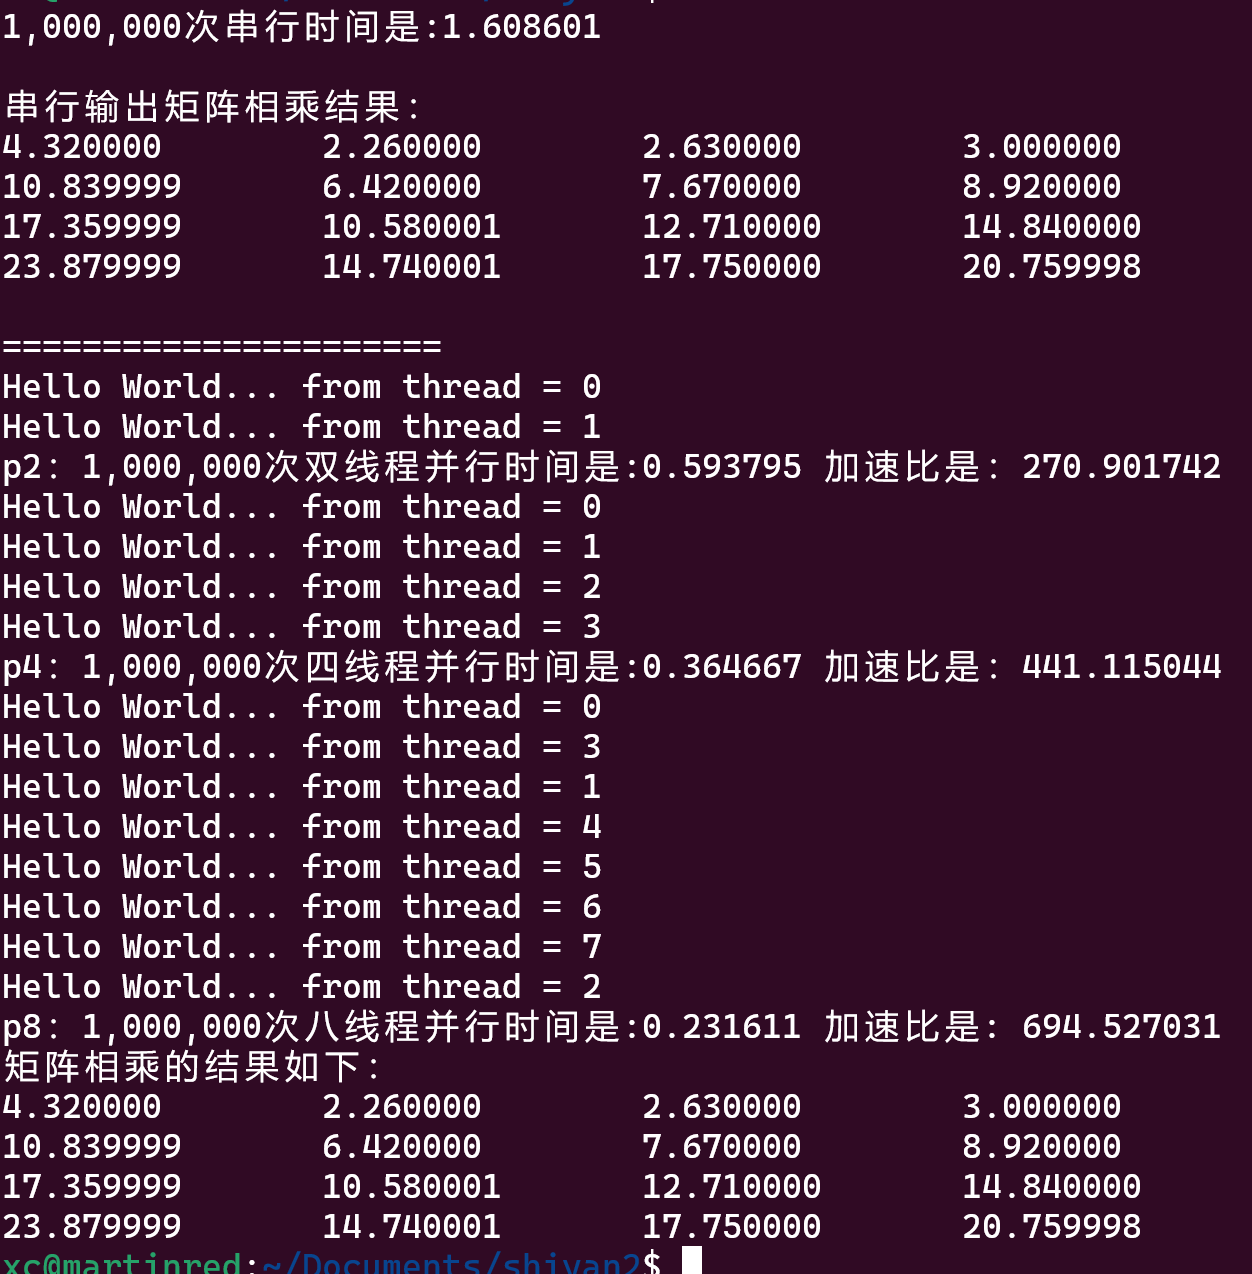 1,000,000次串行时间是:1.608601
串行输出矩阵相乘结果:
4.320000 2.260000 2.630000 3.000000
10.839999 6.420000 7.670000 8.920000
17.359999 10.580001 12.710000 14.840000
23.879999 14.740001 17.750000 20.759998
======================
Hello World... from thread = 0
Hello World... from thread = 1
p2: 1,000,000次双线程并行时间是:0.593795 加速比是: 270.901742
Hello World... from thread = 0
Hello World... from thread = 1
Hello World... from thread = 2
Hello World... from thread = 3
p4: 1,000,000次四线程并行时间是:0.364667 加速比是: 441.115044
Hello World... from thread = 0
Hello World... from thread = 3
Hello World... from thread = 1
Hello World... from thread = 4
Hello World... from thread = 5
Hello World... from thread = 6
Hello World... from thread = 7
Hello World... from thread = 2
p8: 1,000,000次八线程并行时间是:0.231611 加速比是: 694.527031
矩阵相乘的结果如下:
4.320000 2.260000 2.630000 3.000000
10.839999 6.420000 7.670000 8.920000
17.359999 10.580001 12.710000 14.840000
23.879999 14.740001 17.750000 20.759998
xc@martinred:~/Documents/shiyan2$